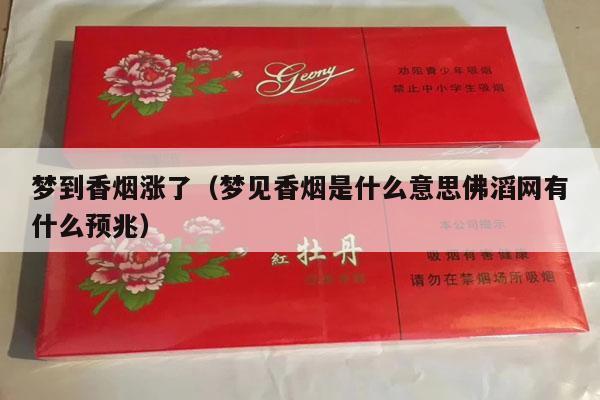 Geony
劝阻青少年吸烟
禁止中小学生吸烟
梦到香烟涨了（梦见香烟是什么意思佛滔网有
什么预兆）
本公司提示
紅 牡丹
吸烟有害健康
请勿在禁烟场所吸烟